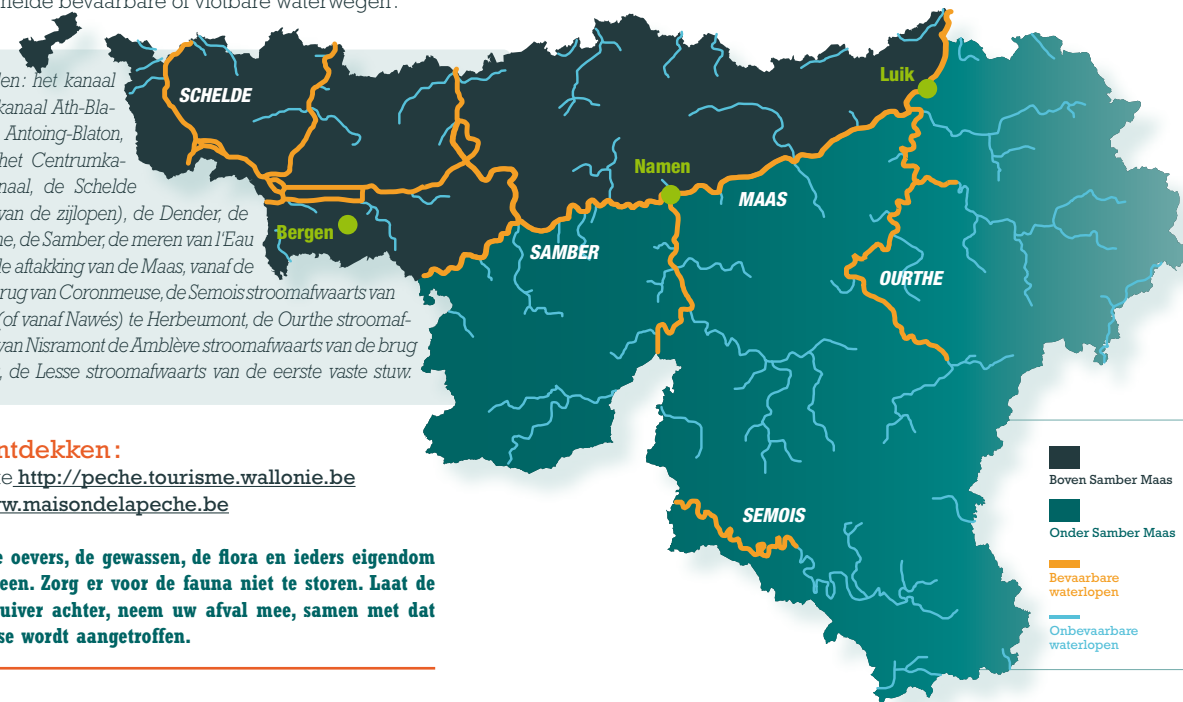 bevaarbare of vlotbare waterwegen.
den: het kanaal
kanaal Ath-Bla-
Antoing-Blaton,
het Centrumka-
naal, de Schelde
van de zijlopen), de Dender, de
de Samber, de meren van l'Eau
de aftakking van de Maas, vanaf de
van Coronmeuse, de Semois stroomafwaarts van
(of vanaf Nawés) te Herbeumont, de Ourthe stroomaf-
van Nisramont de Amblève stroomafwaarts van de brug
, de Lesse stroomafwaarts van de eerste vaste stuw.
ntdekken:
te http://peche.tourisme.wallonie.be
w.maisondelapeche.be
e oevers, de gewassen, de flora en ieders eigendom
een. Zorg er voor de fauna niet te storen. Laat de
uiver achter, neem uw afval mee, samen met dat
se wordt aangetroffen.
SCHELDE
Luik
Namen
MAAS
Bergen
SAMBER
OURTHE
SEMOIS
Boven Samber Maas
Onder Samber Maas
Bevaarbare
waterlopen
Onbevaarbare
waterlopen